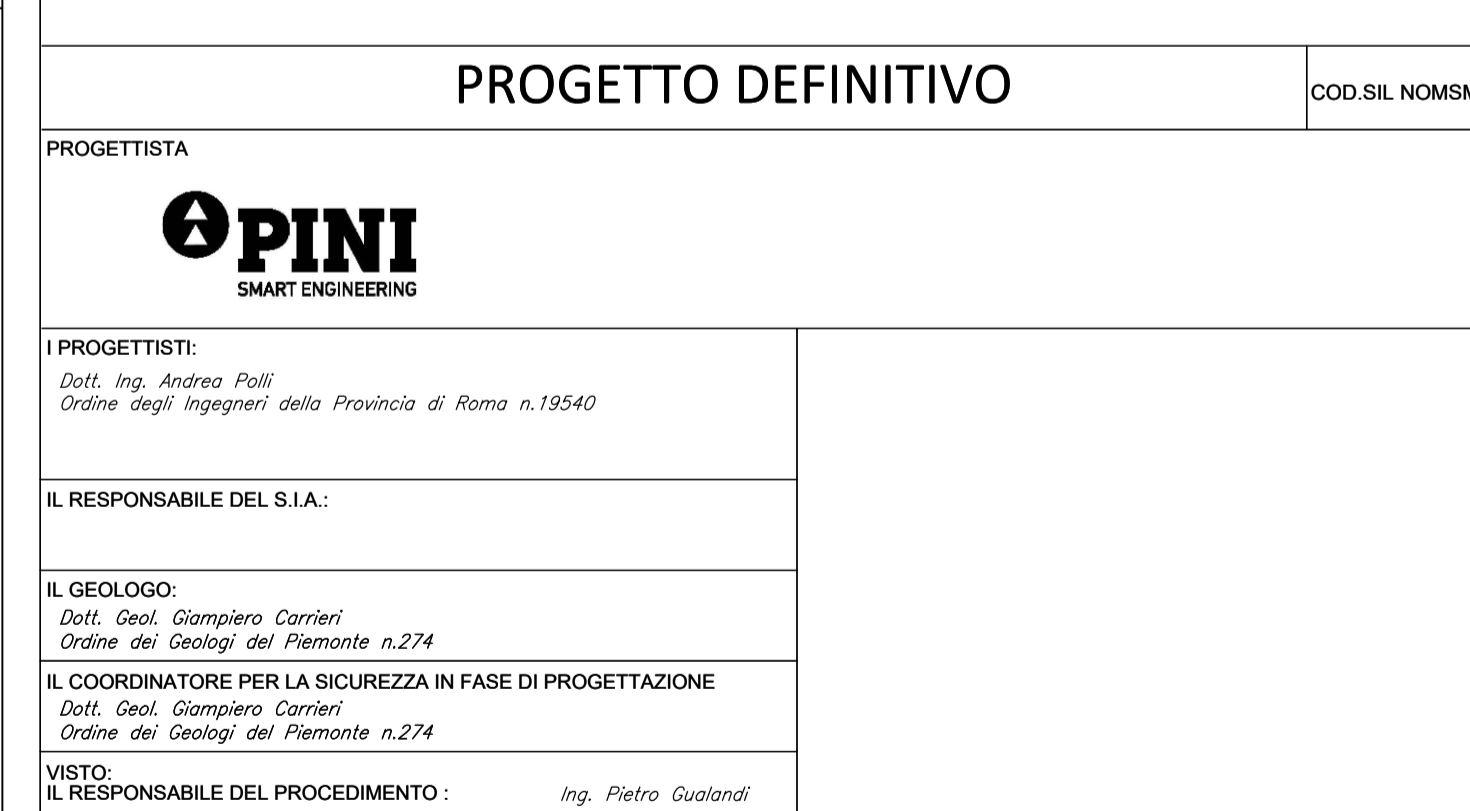 PROGETTO DEFINITIVO
COD.SIL
PROGETTISTA
PINI
SMART ENGINEERING
I PROGETTISTI:
Dott. Ing. Andrea Polli
Ordine degli Ingegneri della Provincia di Roma n.19540
IL RESPONSABILE DEL S.I.A.:
IL GEOLOGO:
Dott. Geol. Giampiero Carrieri
Ordine dei Geologi del Piemonte n.274
IL COORDINATORE PER LA SICUREZZA IN FASE DI PROGETTAZIONE
Dott. Geol. Giampiero Carrieri
Ordine dei Geologi del Piemonte n.274
VISTO:
IL RESPONSABILE DEL PROCEDIMENTO : Ing. Pietro Gualandi